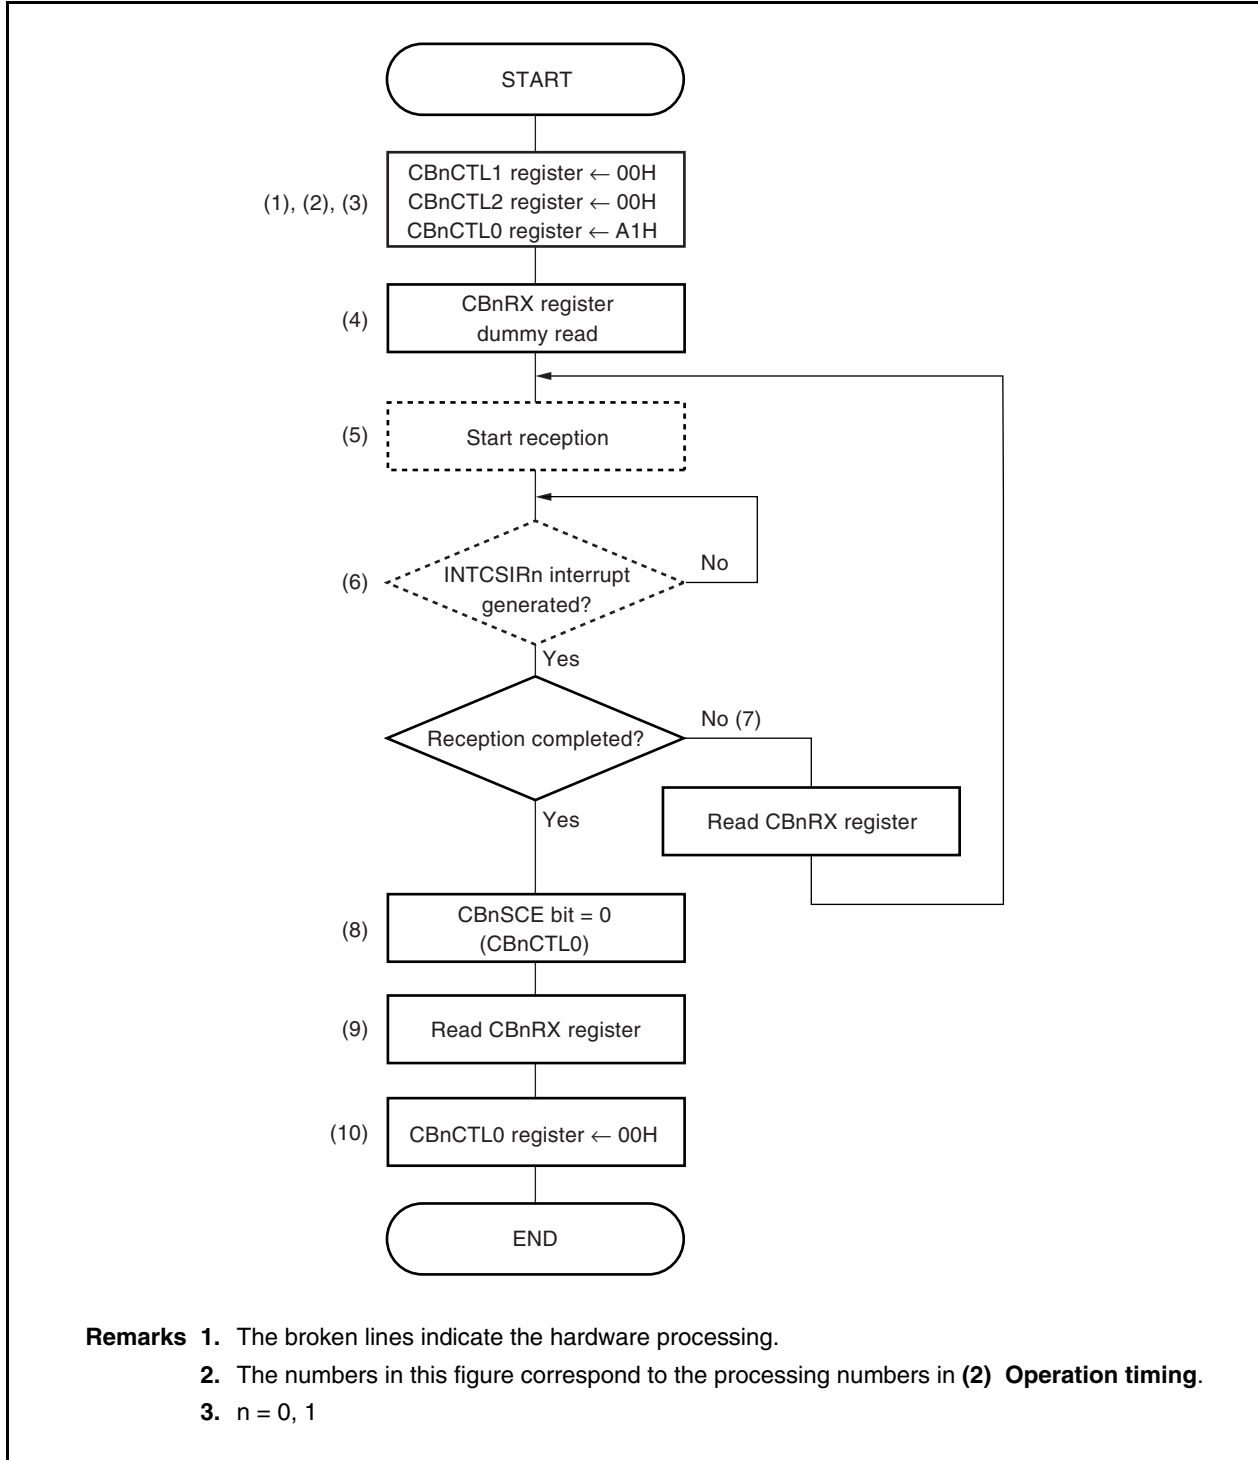 START
(1), (2), (3)
CBnCTL1 register ← 00H
CBnCTL2 register ← 00H
CBnCTL0 register ← A1H
(4)
CBnRX register
dummy read
(5)
Start reception
(6)
INTCSIRn interrupt
generated?
No
Yes
Reception completed?
No (7)
Read CBnRX register
Yes
(8)
CBnSCE bit = 0
(CBnCTL0)
(9)
Read CBnRX register
(10)
CBnCTL0 register ← 00H
END
Remarks 1. The broken lines indicate the hardware processing.
2. The numbers in this figure correspond to the processing numbers in (2) Operation timing.
3. n = 0, 1